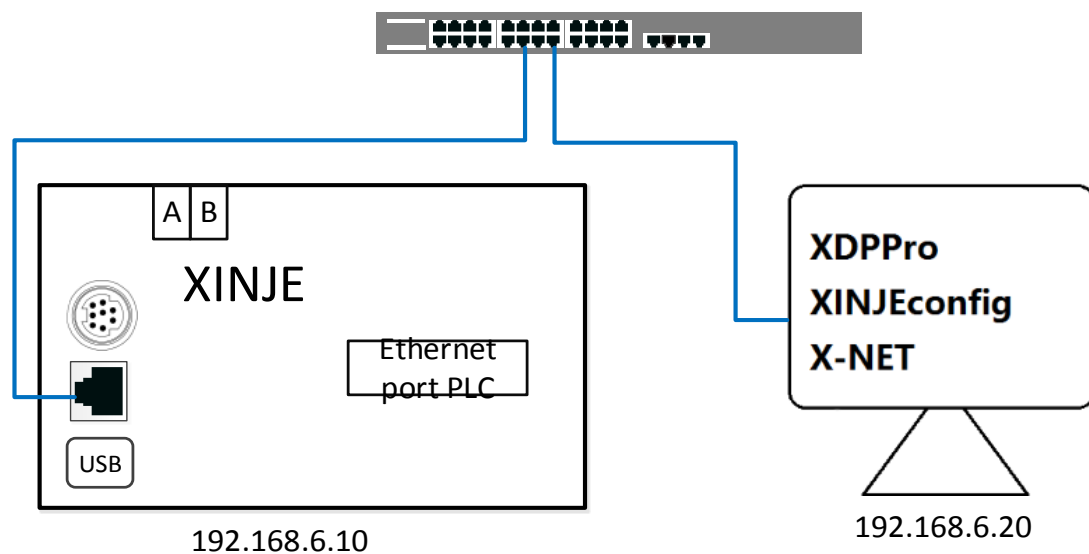 A B
XINJE
Ethernet
port PLC
USB
192.168.6.10
XDPPro
XINJEconfig
X-NET
192.168.6.20